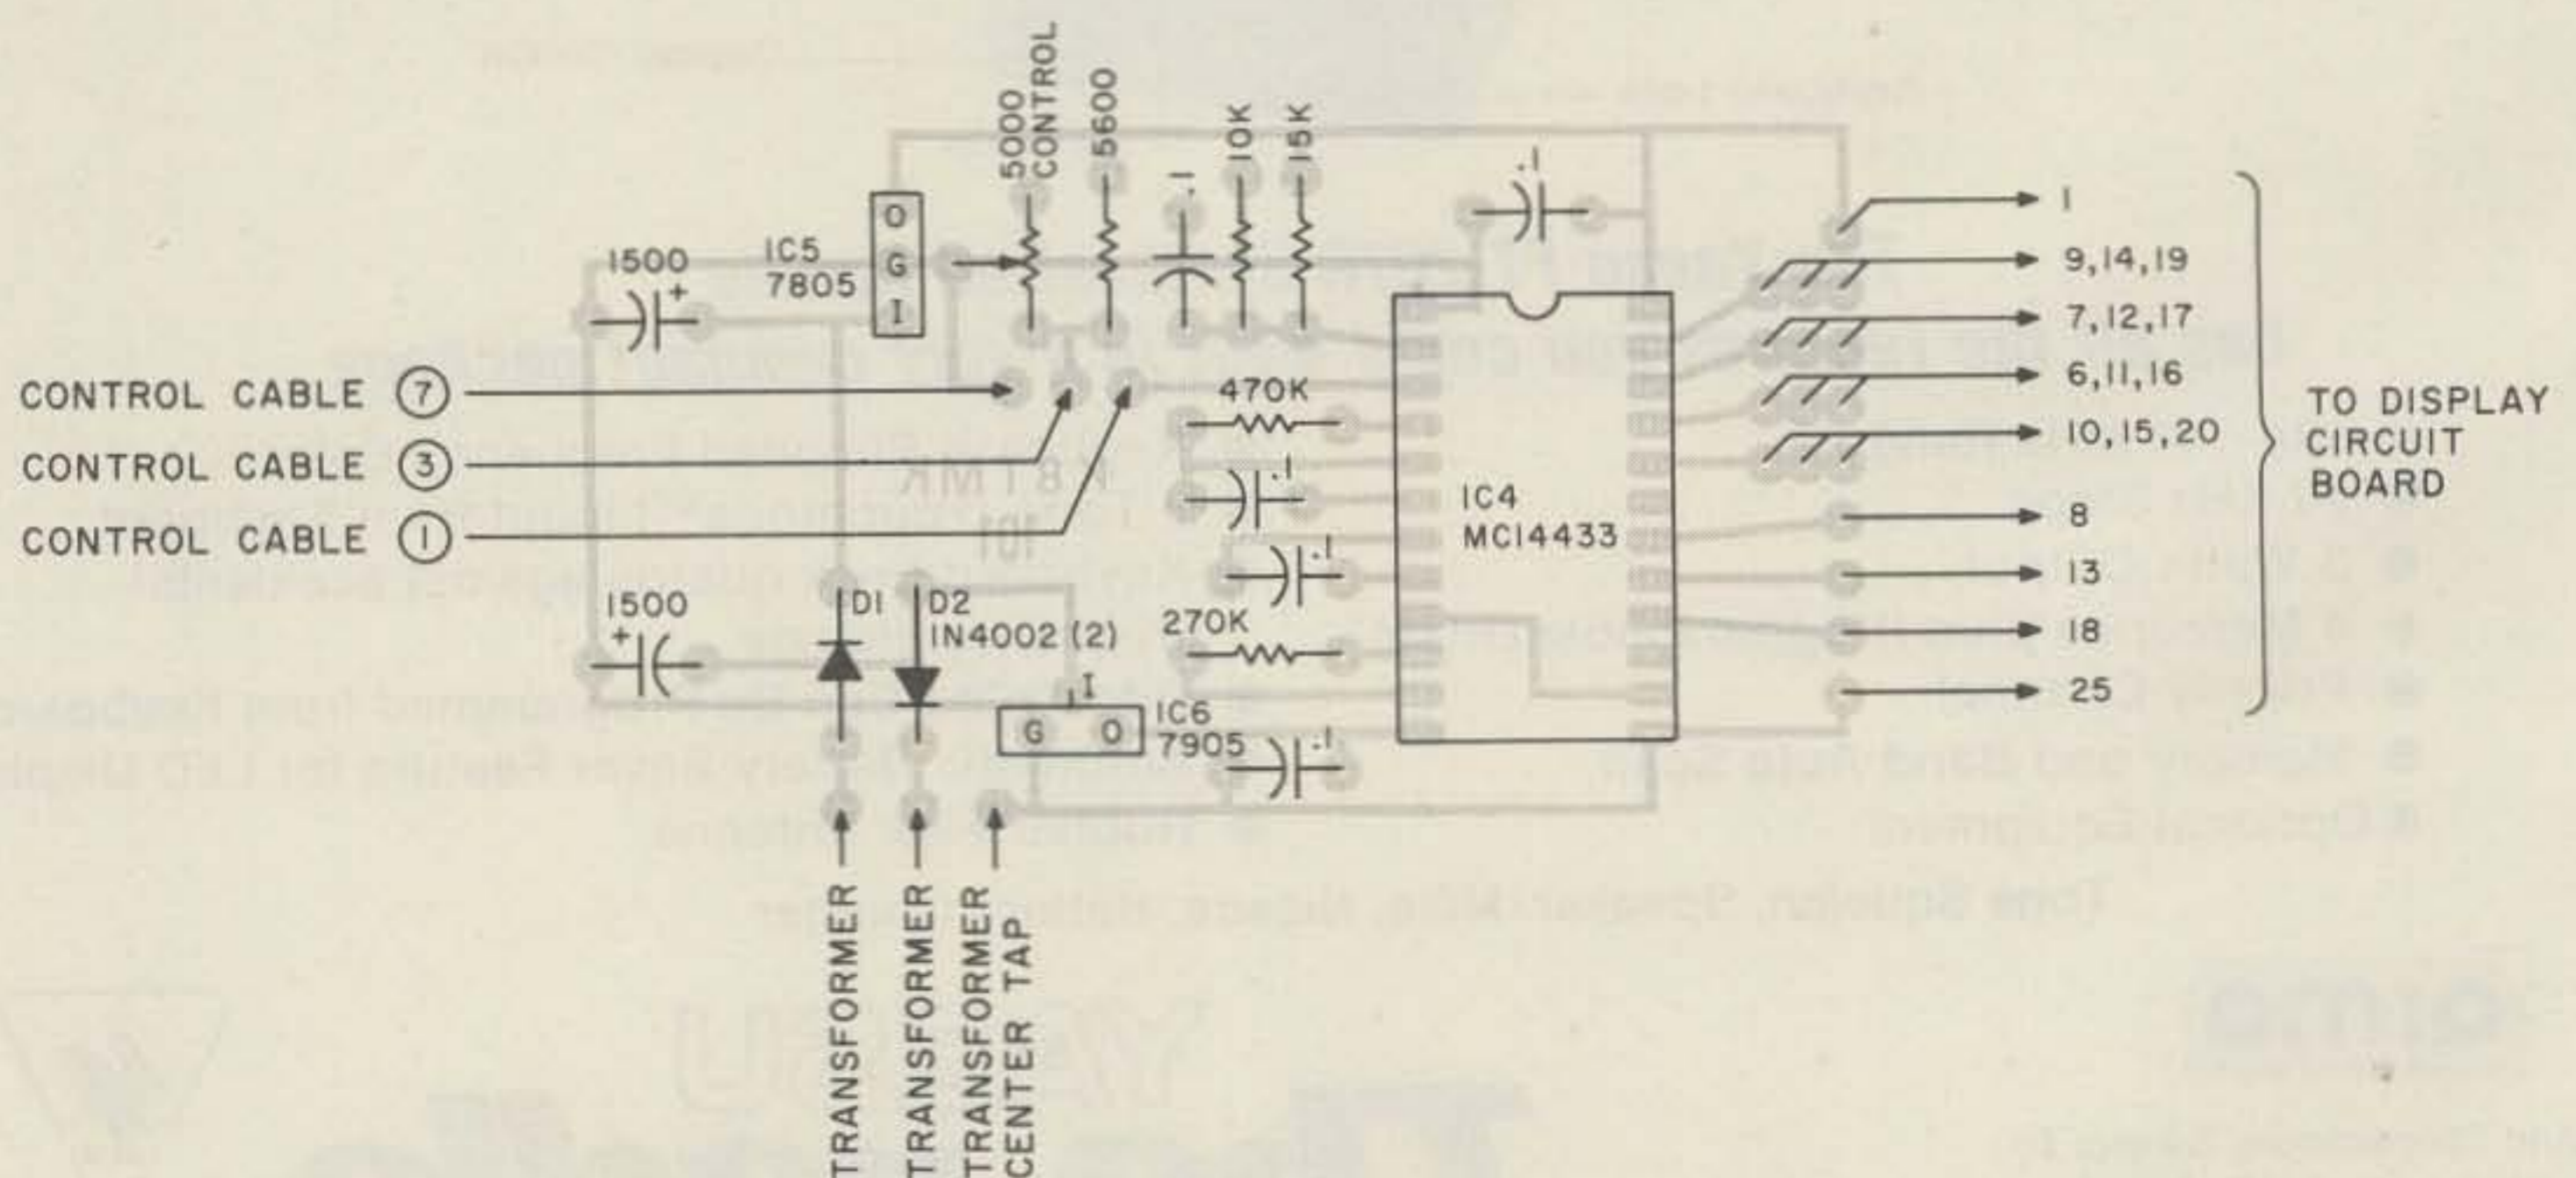 5000
CONTROL
5600
.1
10K
15K
.1
O
G
I
IC5
7805
1500
+
CONTROL CABLE 7
CONTROL CABLE 3
CONTROL CABLE 1
470K
.1
.1
IC4
MC14433
1
9,14,19
7,12,17
6,11,16
10,15,20
8
13
18
25
TO DISPLAY
CIRCUIT
BOARD
1500
+
D1
D2
1N4002 (2)
270K
I
G O
IC6
7905
.1
TRANSFORMER
TRANSFORMER
TRANSFORMER
CENTER TAP